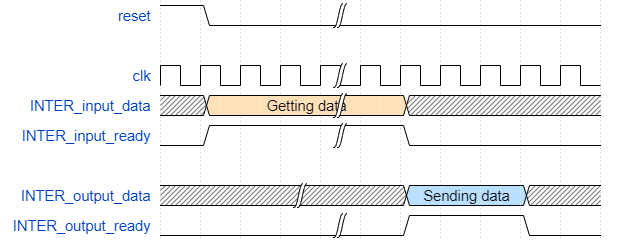 reset
clk
INTER_input_data Getting data
INTER_input_ready
INTER_output_data Sending data
INTER_output_ready